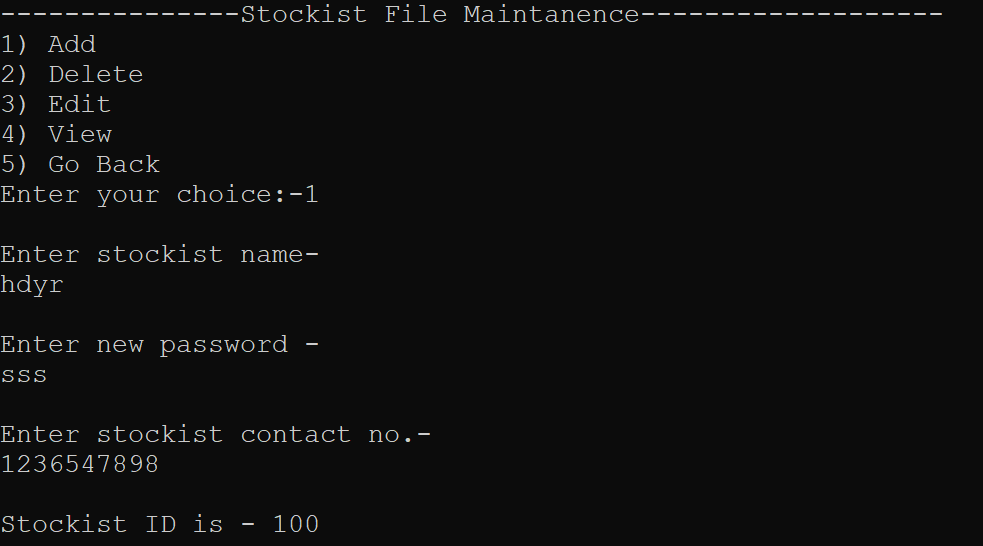 ---------------Stockist File Maintanence-------------------
1) Add
2) Delete
3) Edit
4) View
5) Go Back
Enter your choice:-1
Enter stockist name-
hdyr
Enter new password -
sss
Enter stockist contact no.-
1236547898
Stockist ID is - 100